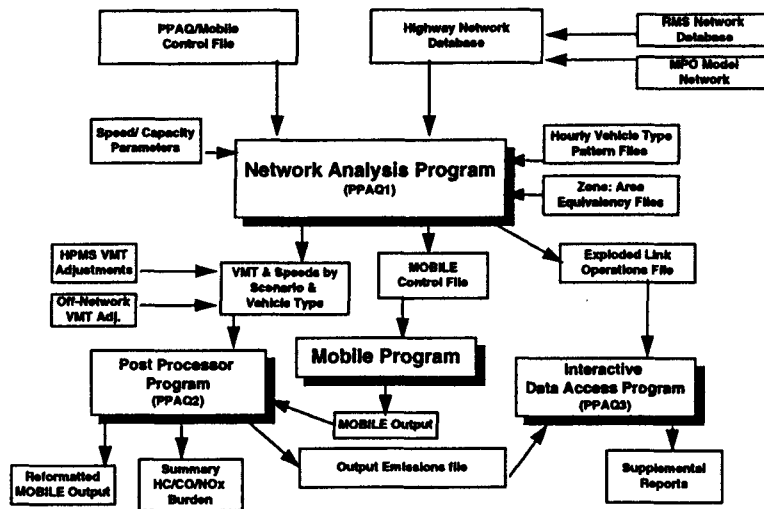 PPAQ/Mobile
Control File
Highway Network
Database
RMS Network
Database
MPO Model
Network
Speed/ Capacity
Parameters
Network Analysis Program
(PPAQ1)
Hourly Vehicle Type
Pattern Files
Zone: Area
Equivalency Files
HPMS VMT
Adjustments
Off-Network
VMT Adj.
VMT & Speeds by
Scenario &
Vehicle Type
MOBILE
Control File
Exploded Link
Operations File
Post Processor
Program
(PPAQ2)
Mobile Program
Interactive
Data Access Program
(PPAQ3)
MOBILE Output
Reformatted
MOBILE Output
Summary
HC/CO/NOx
Burden
Output Emissions file
Supplemental
Reports